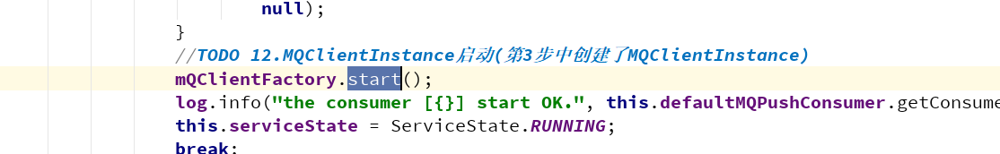 null);
}
//TODO 12.MQClientInstance启动(第3步中创建了MQClientInstance)
mQClientFactory.start();
log.info("the consumer [{}] start OK.", this.defaultMQPushConsumer.getConsume
this.serviceState = ServiceState.RUNNING;
break;